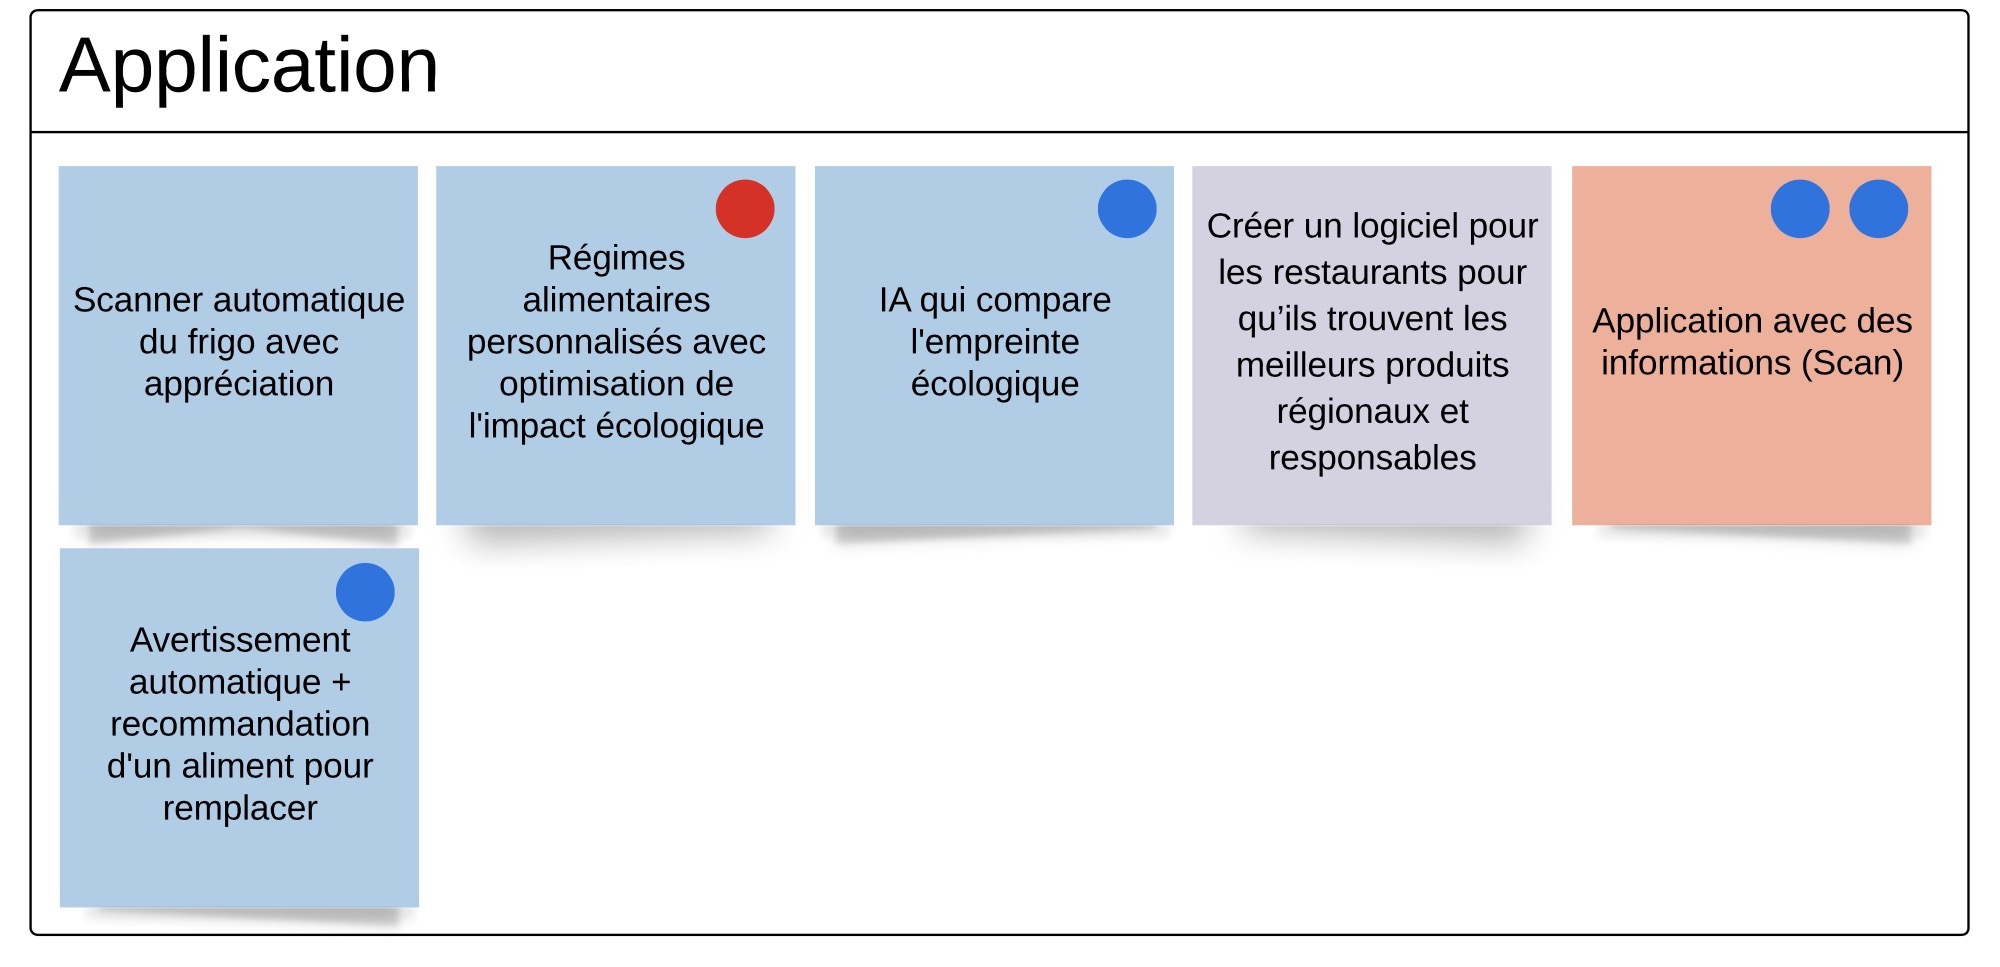 Application
Scanner automatique
du frigo avec
appréciation
Régimes
alimentaires
personnalisés avec
optimisation de
l'impact écologique
IA qui compare
l'empreinte
écologique
Créer un logiciel pour
les restaurants pour
qu’ils trouvent les
meilleurs produits
régionaux et
responsables
Application avec des
informations (Scan)
Avertissement
automatique +
recommandation
d'un aliment pour
remplacer